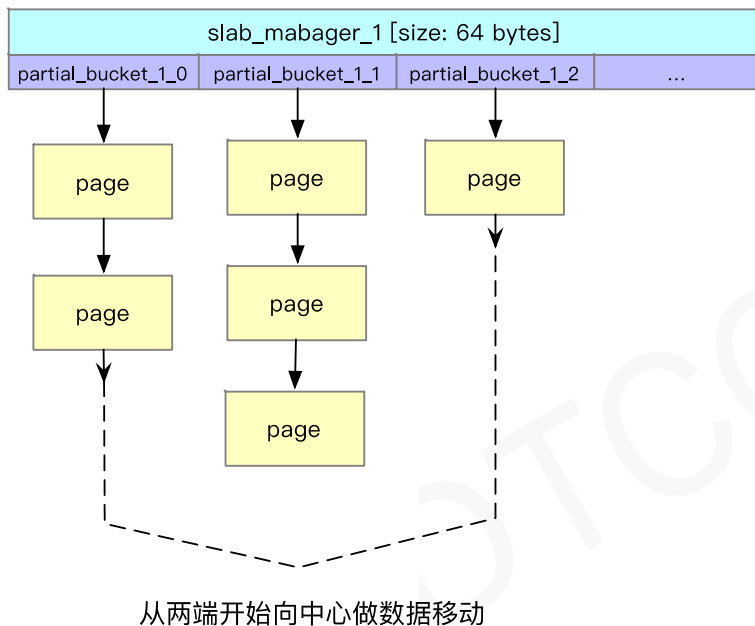 slab_mabager_1 [size: 64 bytes]
partial_bucket_1_0 partial_bucket_1_1 partial_bucket_1_2 ...
page page page
page page
page
从两端开始向中心做数据移动